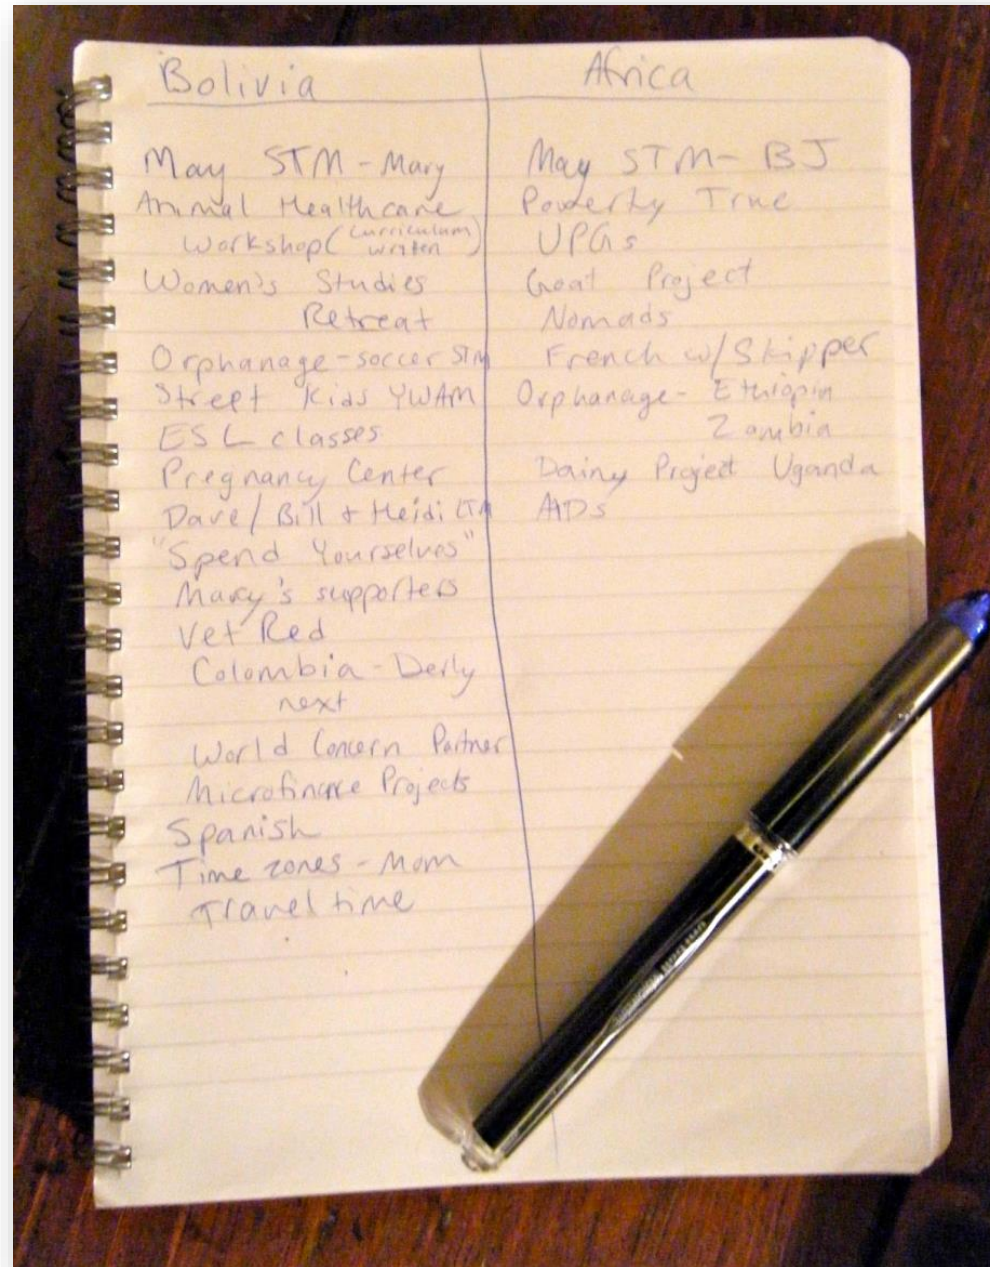 Bolivia
May STM - Mary
Animal Healthcare
Workshop (curriculum written)
Women's Studies
Retreat
Orphanage - soccer STM
Street Kids YWAM
ESL classes
Pregnancy Center
Dave / Bill + Heidi LTM
"Spend Yourselves"
Mary's supporters
Vet Red
Colombia - Derly
next
World Concern Partner
Microfinance Projects
Spanish
Time zones - Mom
Travel time
Africa
May STM - BJ
Poverty True
UPGs
Goat Project
Nomads
French w/ Skipper
Orphanage - Ethiopia
Zambia
Dairy Project Uganda
AIDs